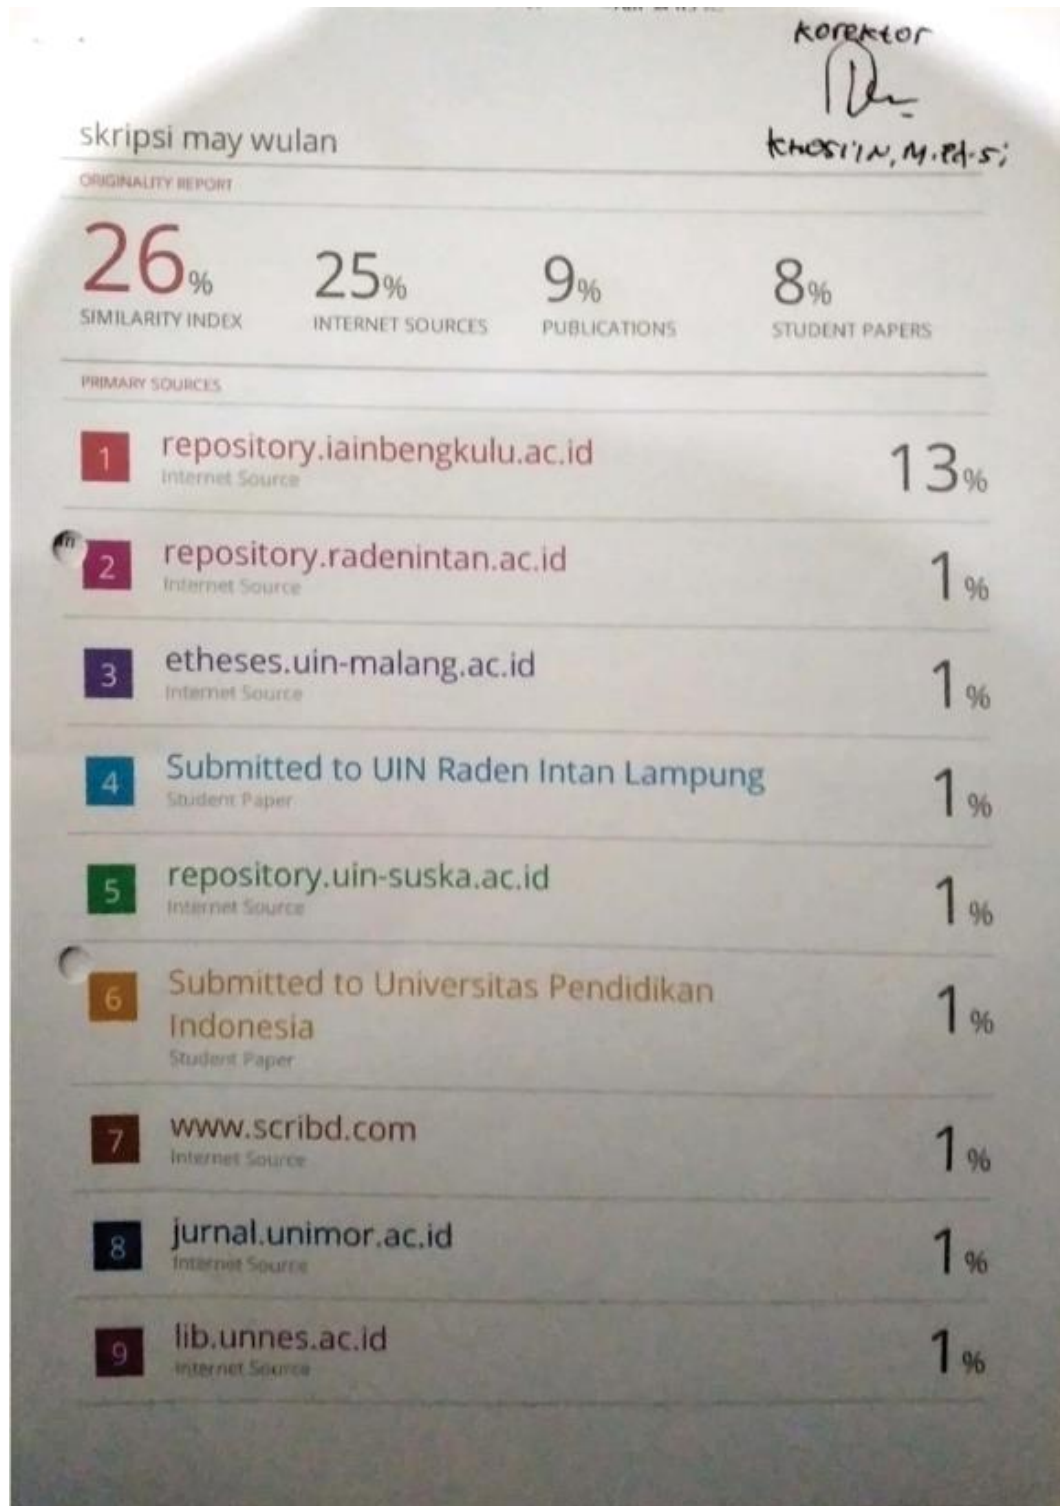 korektor
KHOSI'IN, M.Pd.Si
skripsi may wulan
ORIGINALITY REPORT
26% 25% 9% 8%
SIMILARITY INDEX INTERNET SOURCES PUBLICATIONS STUDENT PAPERS
PRIMARY SOURCES
1 repository.iainbengkulu.ac.id 13%
Internet Source
2 repository.radenintan.ac.id 1%
Internet Source
3 etheses.uin-malang.ac.id 1%
Internet Source
4 Submitted to UIN Raden Intan Lampung 1%
Student Paper
5 repository.uin-suska.ac.id 1%
Internet Source
6 Submitted to Universitas Pendidikan
Indonesia 1%
Student Paper
7 www.scribd.com 1%
Internet Source
8 jurnal.unimor.ac.id 1%
Internet Source
9 lib.unnes.ac.id 1%
Internet Source